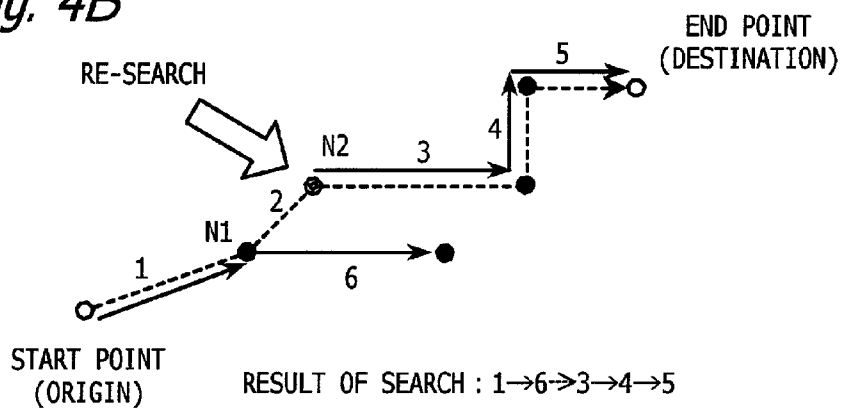 Fig. 4B
END POINT
(DESTINATION)
RE-SEARCH
5
4
N2
3
2
N1
1
6
START POINT
(ORIGIN)
RESULT OF SEARCH : 1→6->3→4→5